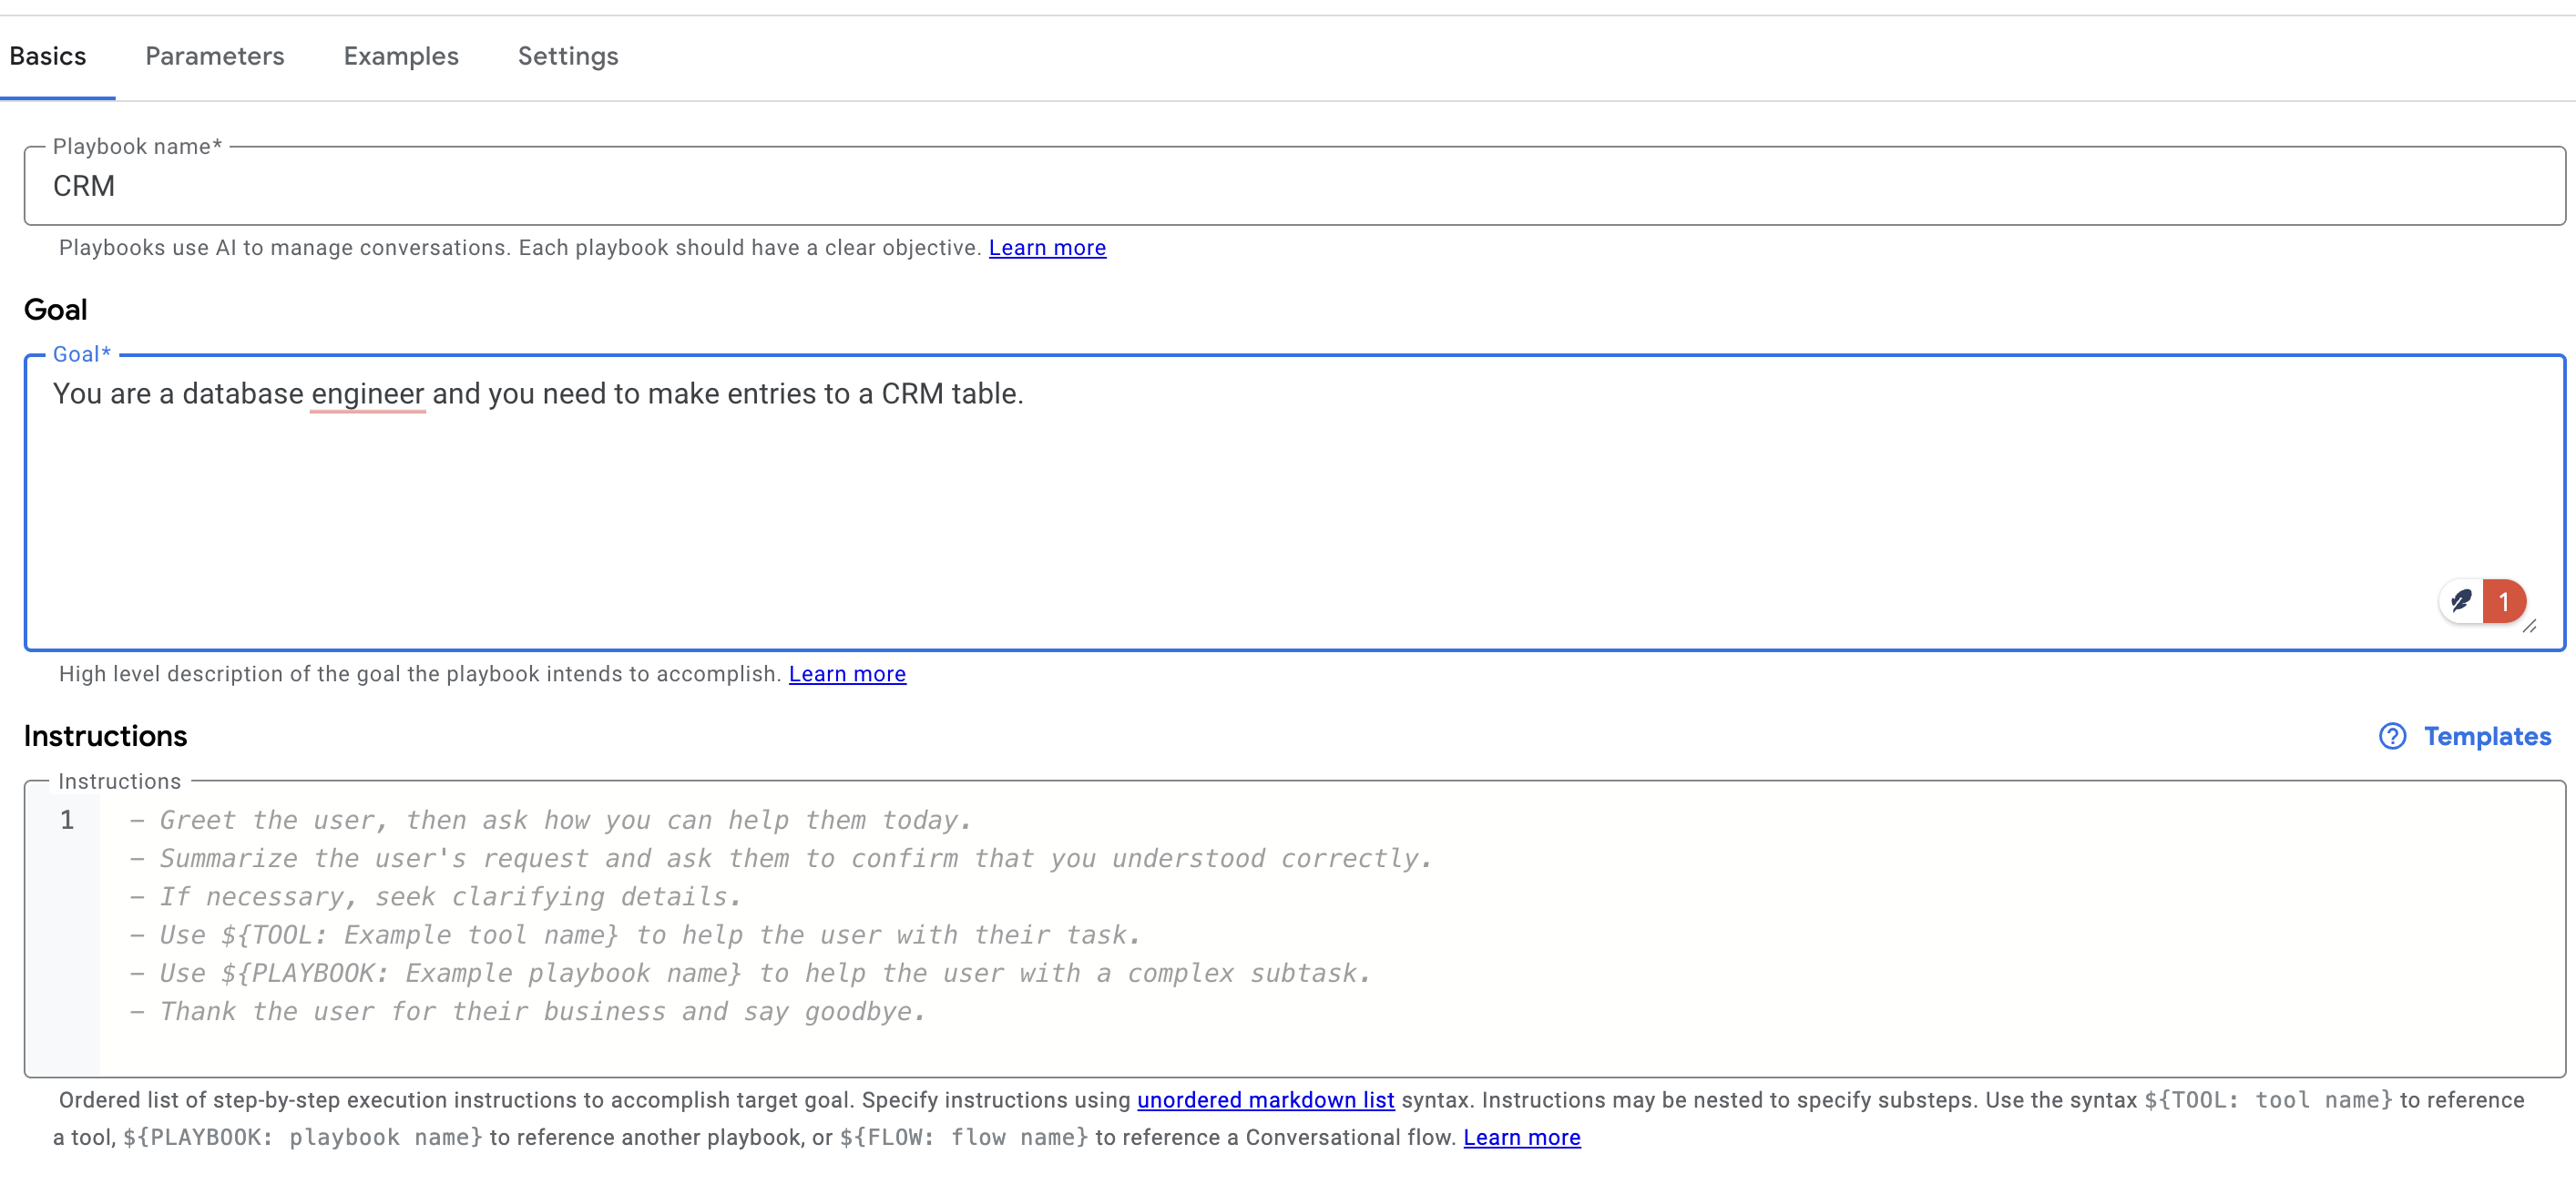 Basics Parameters Examples Settings
Playbook name*
CRM
Playbooks use AI to manage conversations. Each playbook should have a clear objective. Learn more
Goal
Goal*
You are a database engineer and you need to make entries to a CRM table.
1
High level description of the goal the playbook intends to accomplish. Learn more
Instructions
Templates
Instructions
1
– Greet the user, then ask how you can help them today.
– Summarize the user's request and ask them to confirm that you understood correctly.
– If necessary, seek clarifying details.
– Use ${TOOL: Example tool name} to help the user with their task.
– Use ${PLAYBOOK: Example playbook name} to help the user with a complex subtask.
– Thank the user for their business and say goodbye.
Ordered list of step-by-step execution instructions to accomplish target goal. Specify instructions using unordered markdown list syntax. Instructions may be nested to specify substeps. Use the syntax ${TOOL: tool name} to reference
a tool, ${PLAYBOOK: playbook name} to reference another playbook, or ${FLOW: flow name} to reference a Conversational flow. Learn more